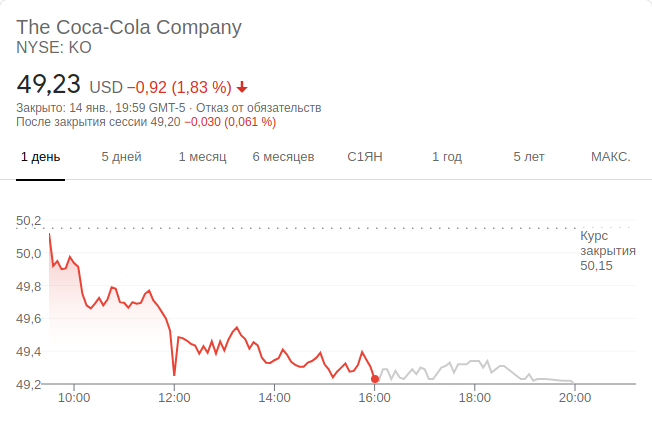 The Coca-Cola Company
NYSE: KO
49,23 USD −0,92 (1,83 %)
Закрыто: 14 янв., 19:59 GMT-5 · Отказ от обязательств
После закрытия сессии 49,20 −0,030 (0,061 %)
1 день 5 дней 1 месяц 6 месяцев С1ЯН 1 год 5 лет МАКС.
50,2
Курс
закрытия
50,15
50,0
49,8
49,6
49,4
49,2
10:00 12:00 14:00 16:00 18:00 20:00